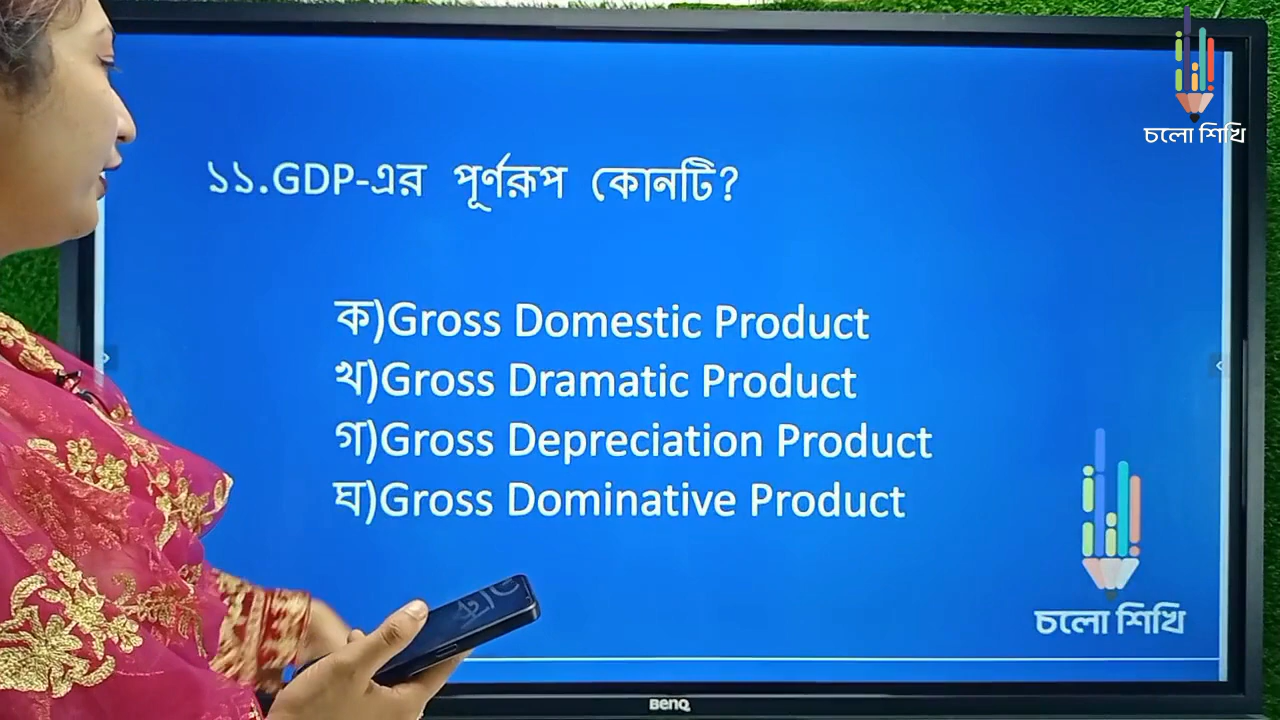 চলো শিখি
১১.GDP-এর পূর্ণরূপ কোনটি?
ক)Gross Domestic Product
খ)Gross Dramatic Product
গ)Gross Depreciation Product
ঘ)Gross Dominative Product
চলো শিখি
BenQ